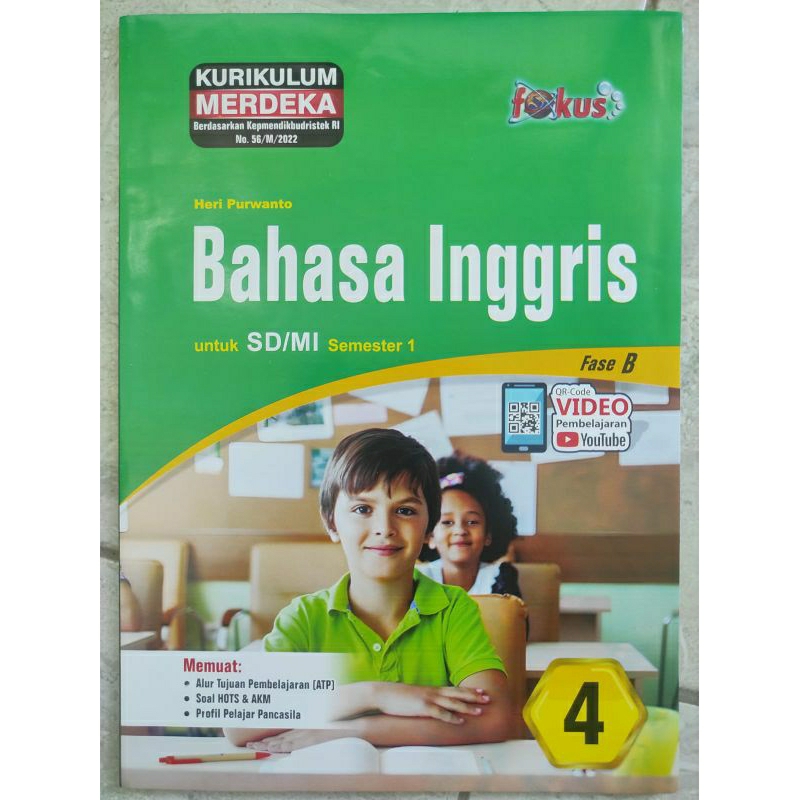 KURIKULUM
MERDEKA
Berdasarkan Kepmendikbudristek RI
No. 56/M/2022
fokus
Heri Purwanto
Bahasa Inggris
untuk SD/MI Semester 1
Fase B
QR-Code
VIDEO
Pembelajaran
YouTube
Memuat:
• Alur Tujuan Pembelajaran (ATP)
• Soal HOTS & AKM
• Profil Pelajar Pancasila
4